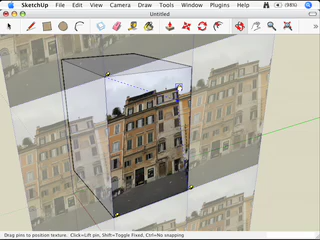 SketchUp File Edit View Camera Draw Tools Window Plugins Help (98%)
Untitled
Drag pins to position texture. Click=Lift pin, Shift=Toggle Fixed, Ctrl=No snapping